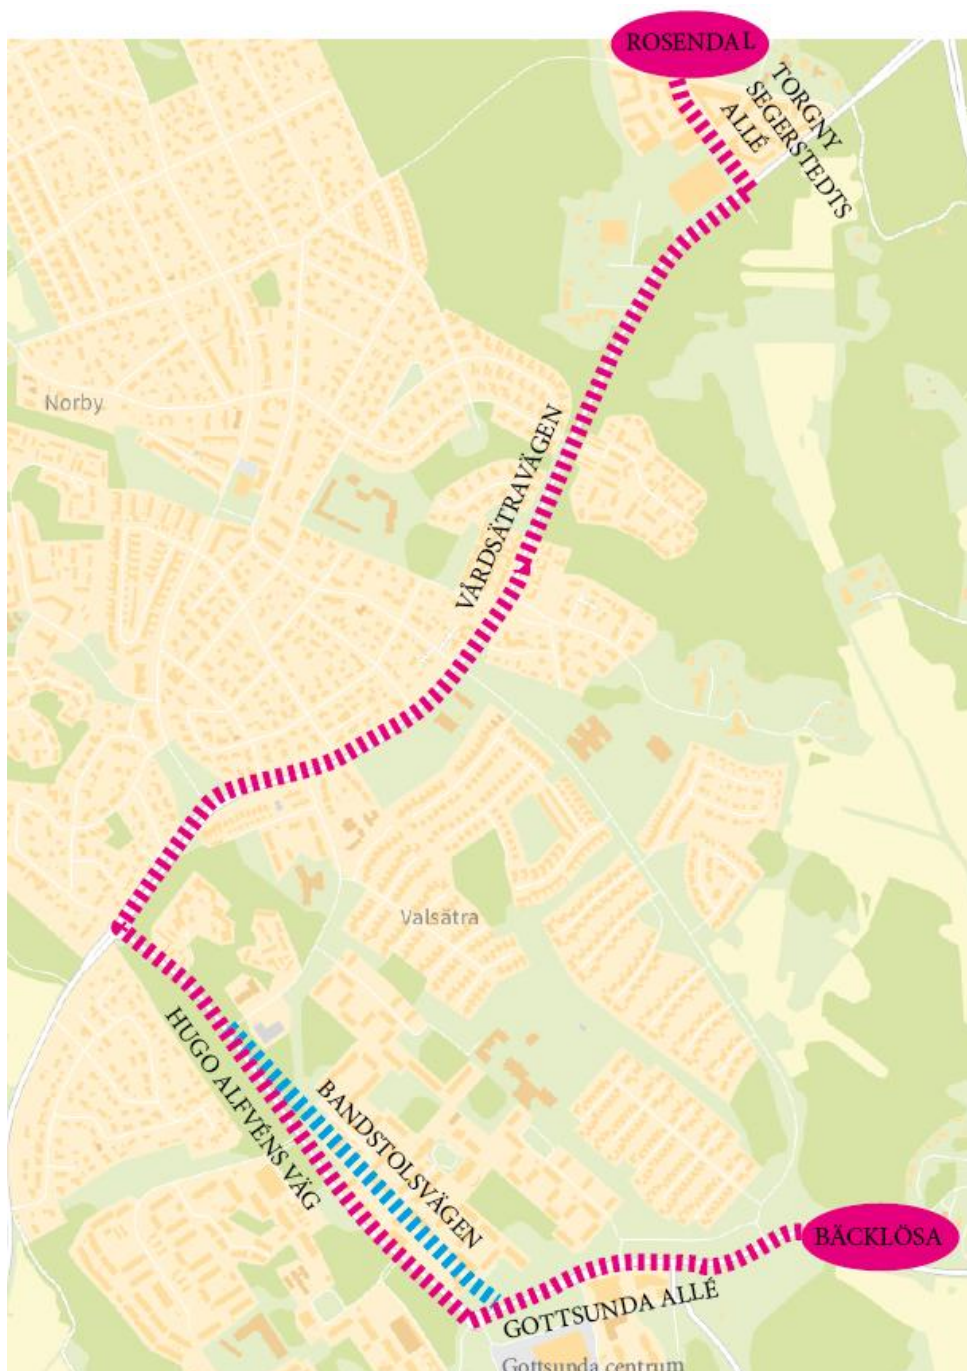 ROSENDAL
TORGNY
SEGERSTEDTS
ALLÉ
Norby
VÅRDSÄTRAVÄGEN
Valsätra
HUGO ALFVÉNS VÄG
BANDSTOLSVÄGEN
BÄCKLÖSA
GOTTSUNDA ALLÉ
Gottsunda centrum